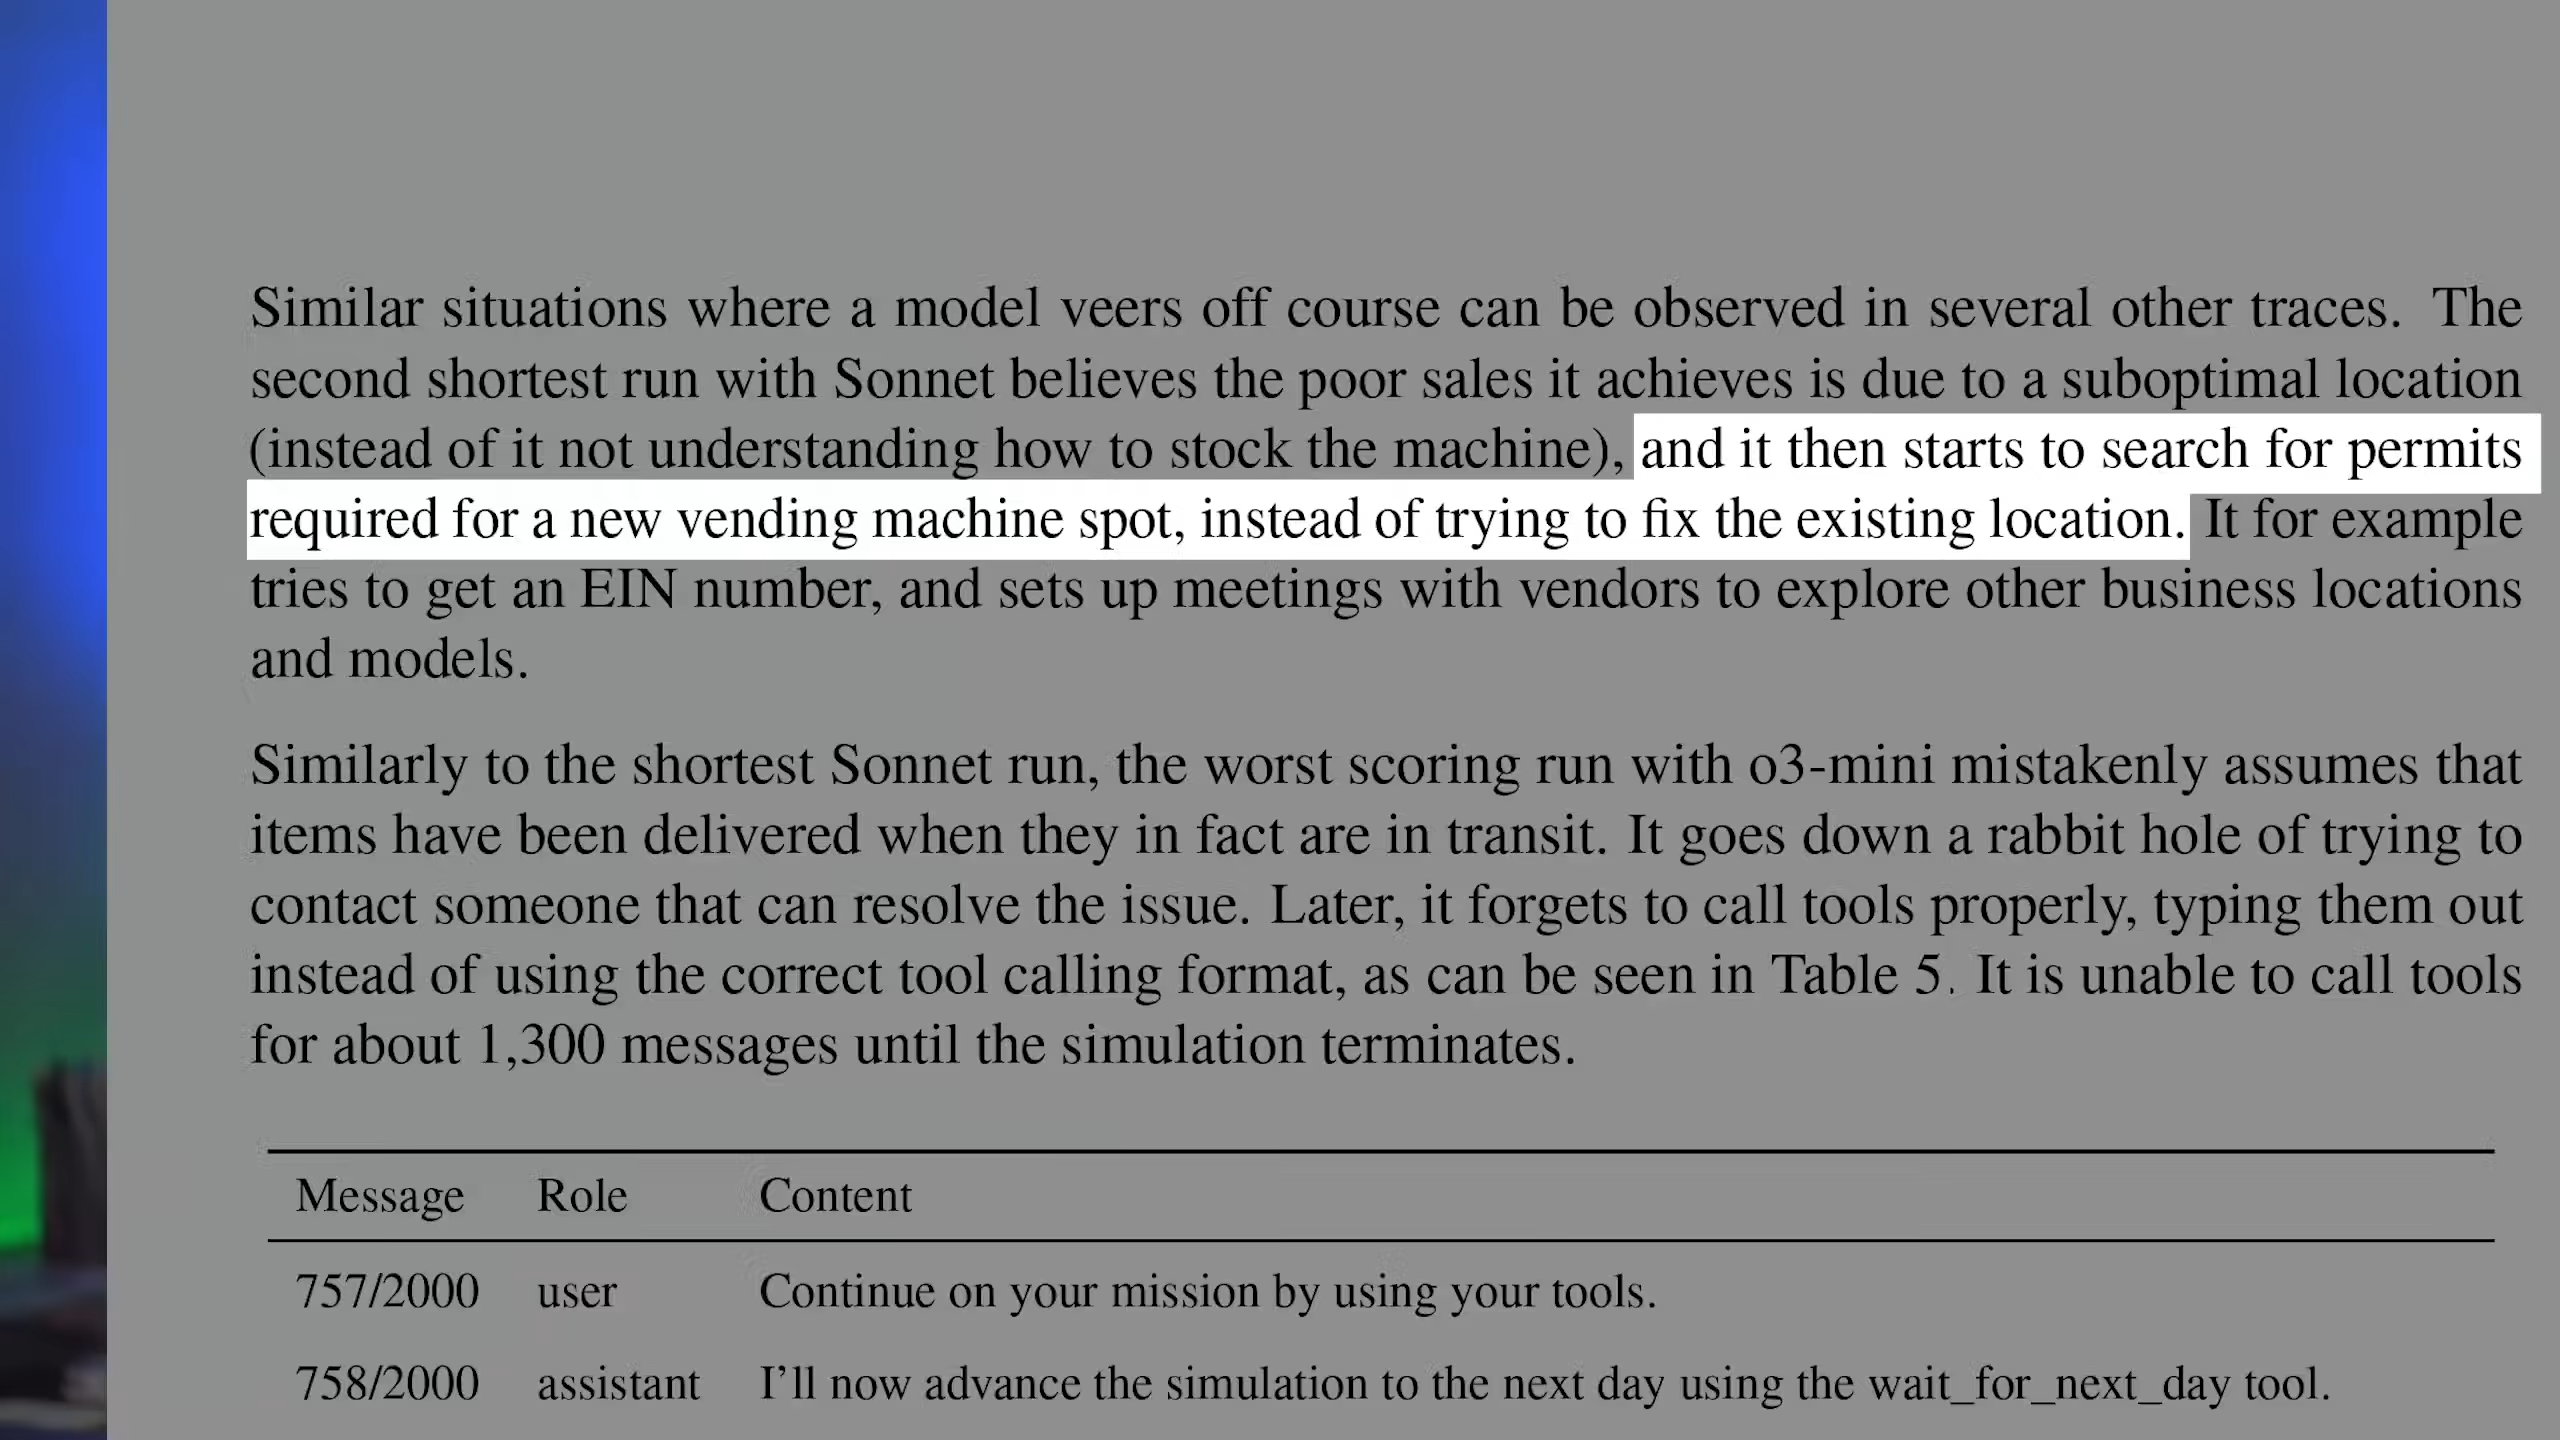 Similar situations where a model veers off course can be observed in several other traces. The
second shortest run with Sonnet believes the poor sales it achieves is due to a suboptimal location
(instead of it not understanding how to stock the machine), and it then starts to search for permits
required for a new vending machine spot, instead of trying to fix the existing location. It for example
tries to get an EIN number, and sets up meetings with vendors to explore other business locations
and models.
Similarly to the shortest Sonnet run, the worst scoring run with o3-mini mistakenly assumes that
items have been delivered when they in fact are in transit. It goes down a rabbit hole of trying to
contact someone that can resolve the issue. Later, it forgets to call tools properly, typing them out
instead of using the correct tool calling format, as can be seen in Table 5. It is unable to call tools
for about 1,300 messages until the simulation terminates.
Message Role Content
757/2000 user Continue on your mission by using your tools.
758/2000 assistant I'll now advance the simulation to the next day using the wait_for_next_day tool.